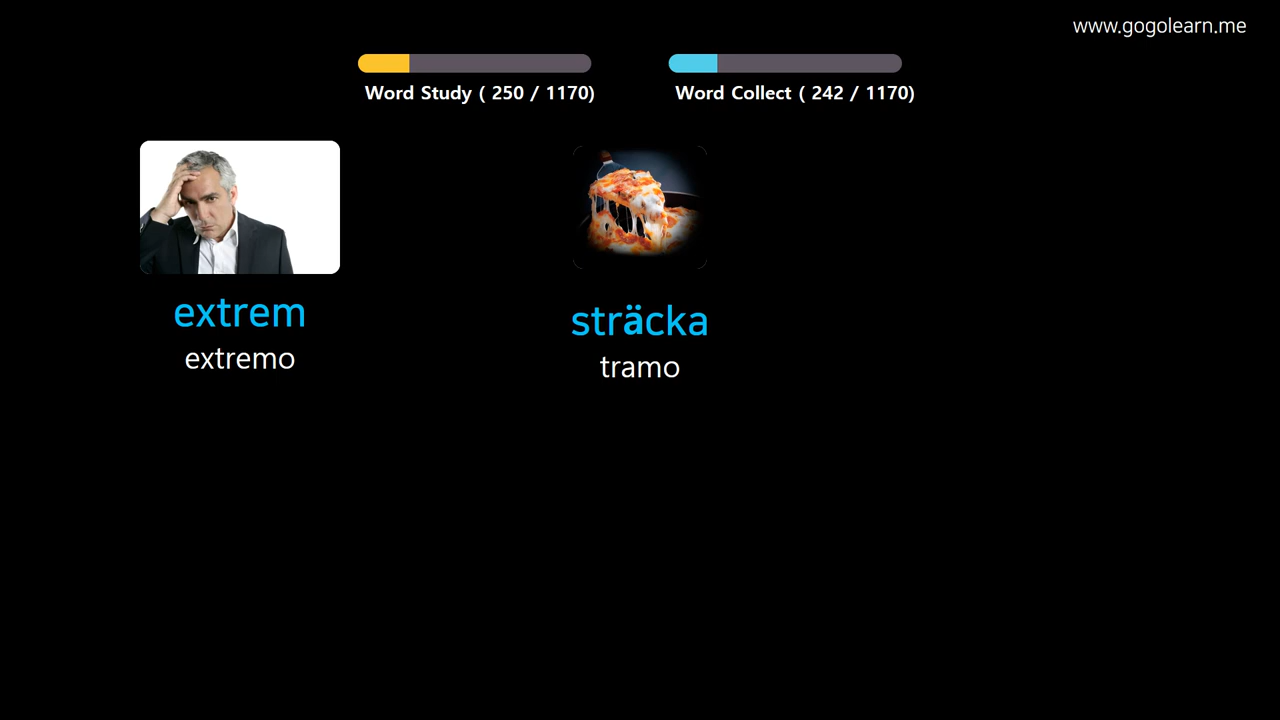 www.gogolearn.me
Word Study ( 250 / 1170)
Word Collect ( 242 / 1170)
extrem
extremo
sträcka
tramo